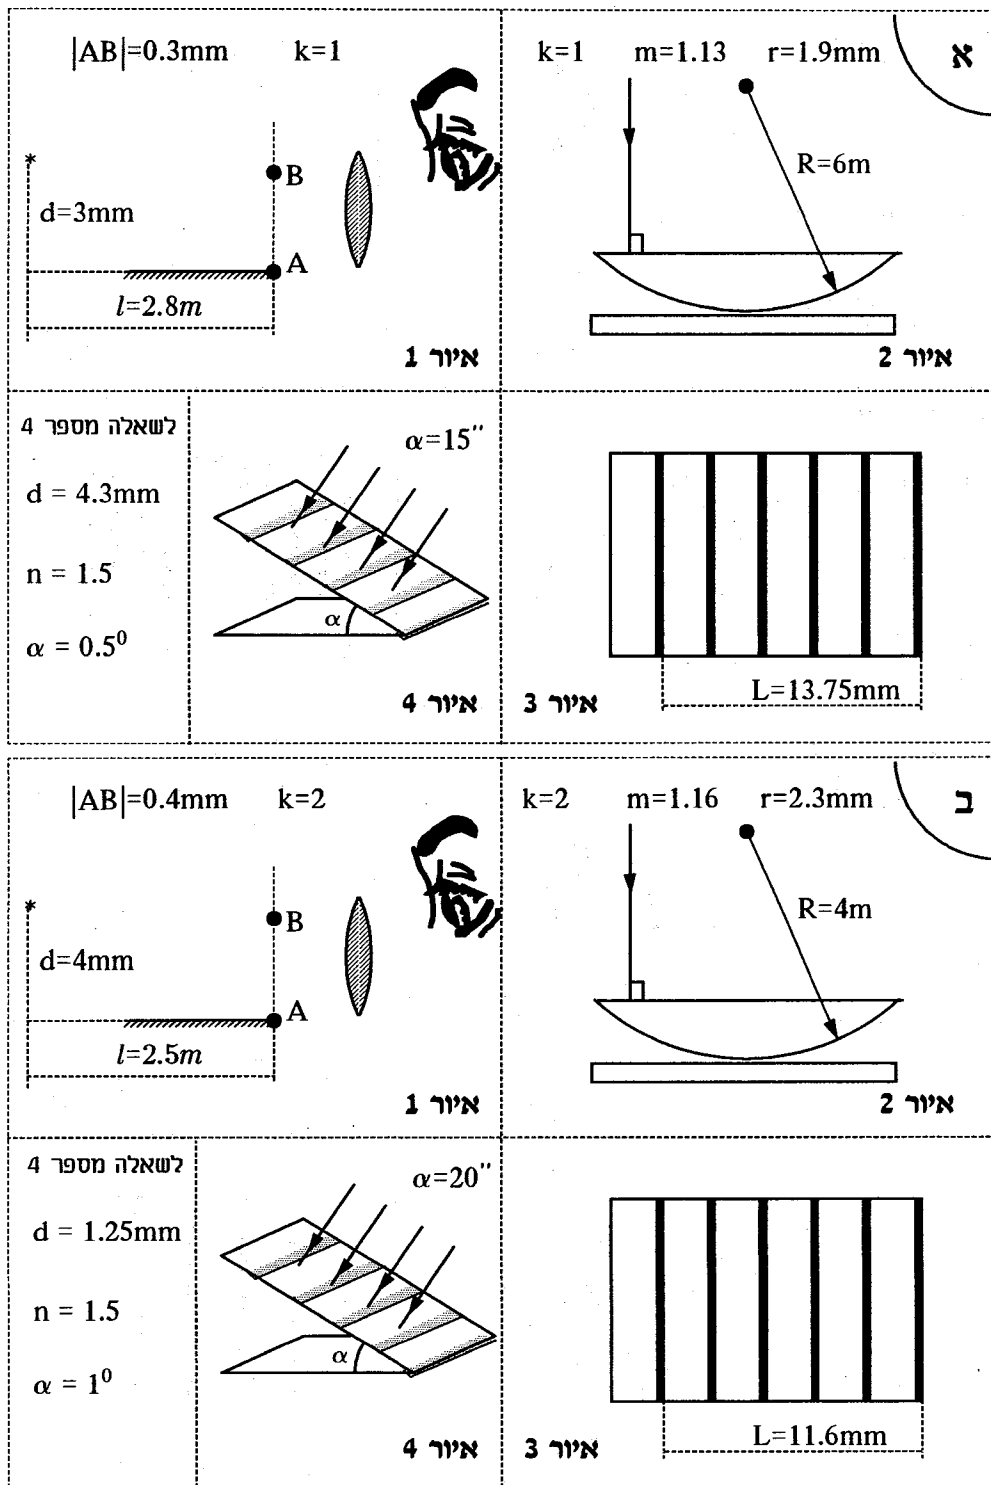 א
|AB|=0.3mm k=1
B
d=3mm
A
l=2.8m
איור 1
k=1 m=1.13 r=1.9mm
R=6m
איור 2
לשאלה מספר 4
d = 4.3mm
n = 1.5
α = 0.5⁰
α=15"
α
איור 4
L=13.75mm
איור 3
ב
|AB|=0.4mm k=2
B
d=4mm
A
l=2.5m
איור 1
k=2 m=1.16 r=2.3mm
R=4m
איור 2
לשאלה מספר 4
d = 1.25mm
n = 1.5
α = 1⁰
α=20"
α
איור 4
L=11.6mm
איור 3